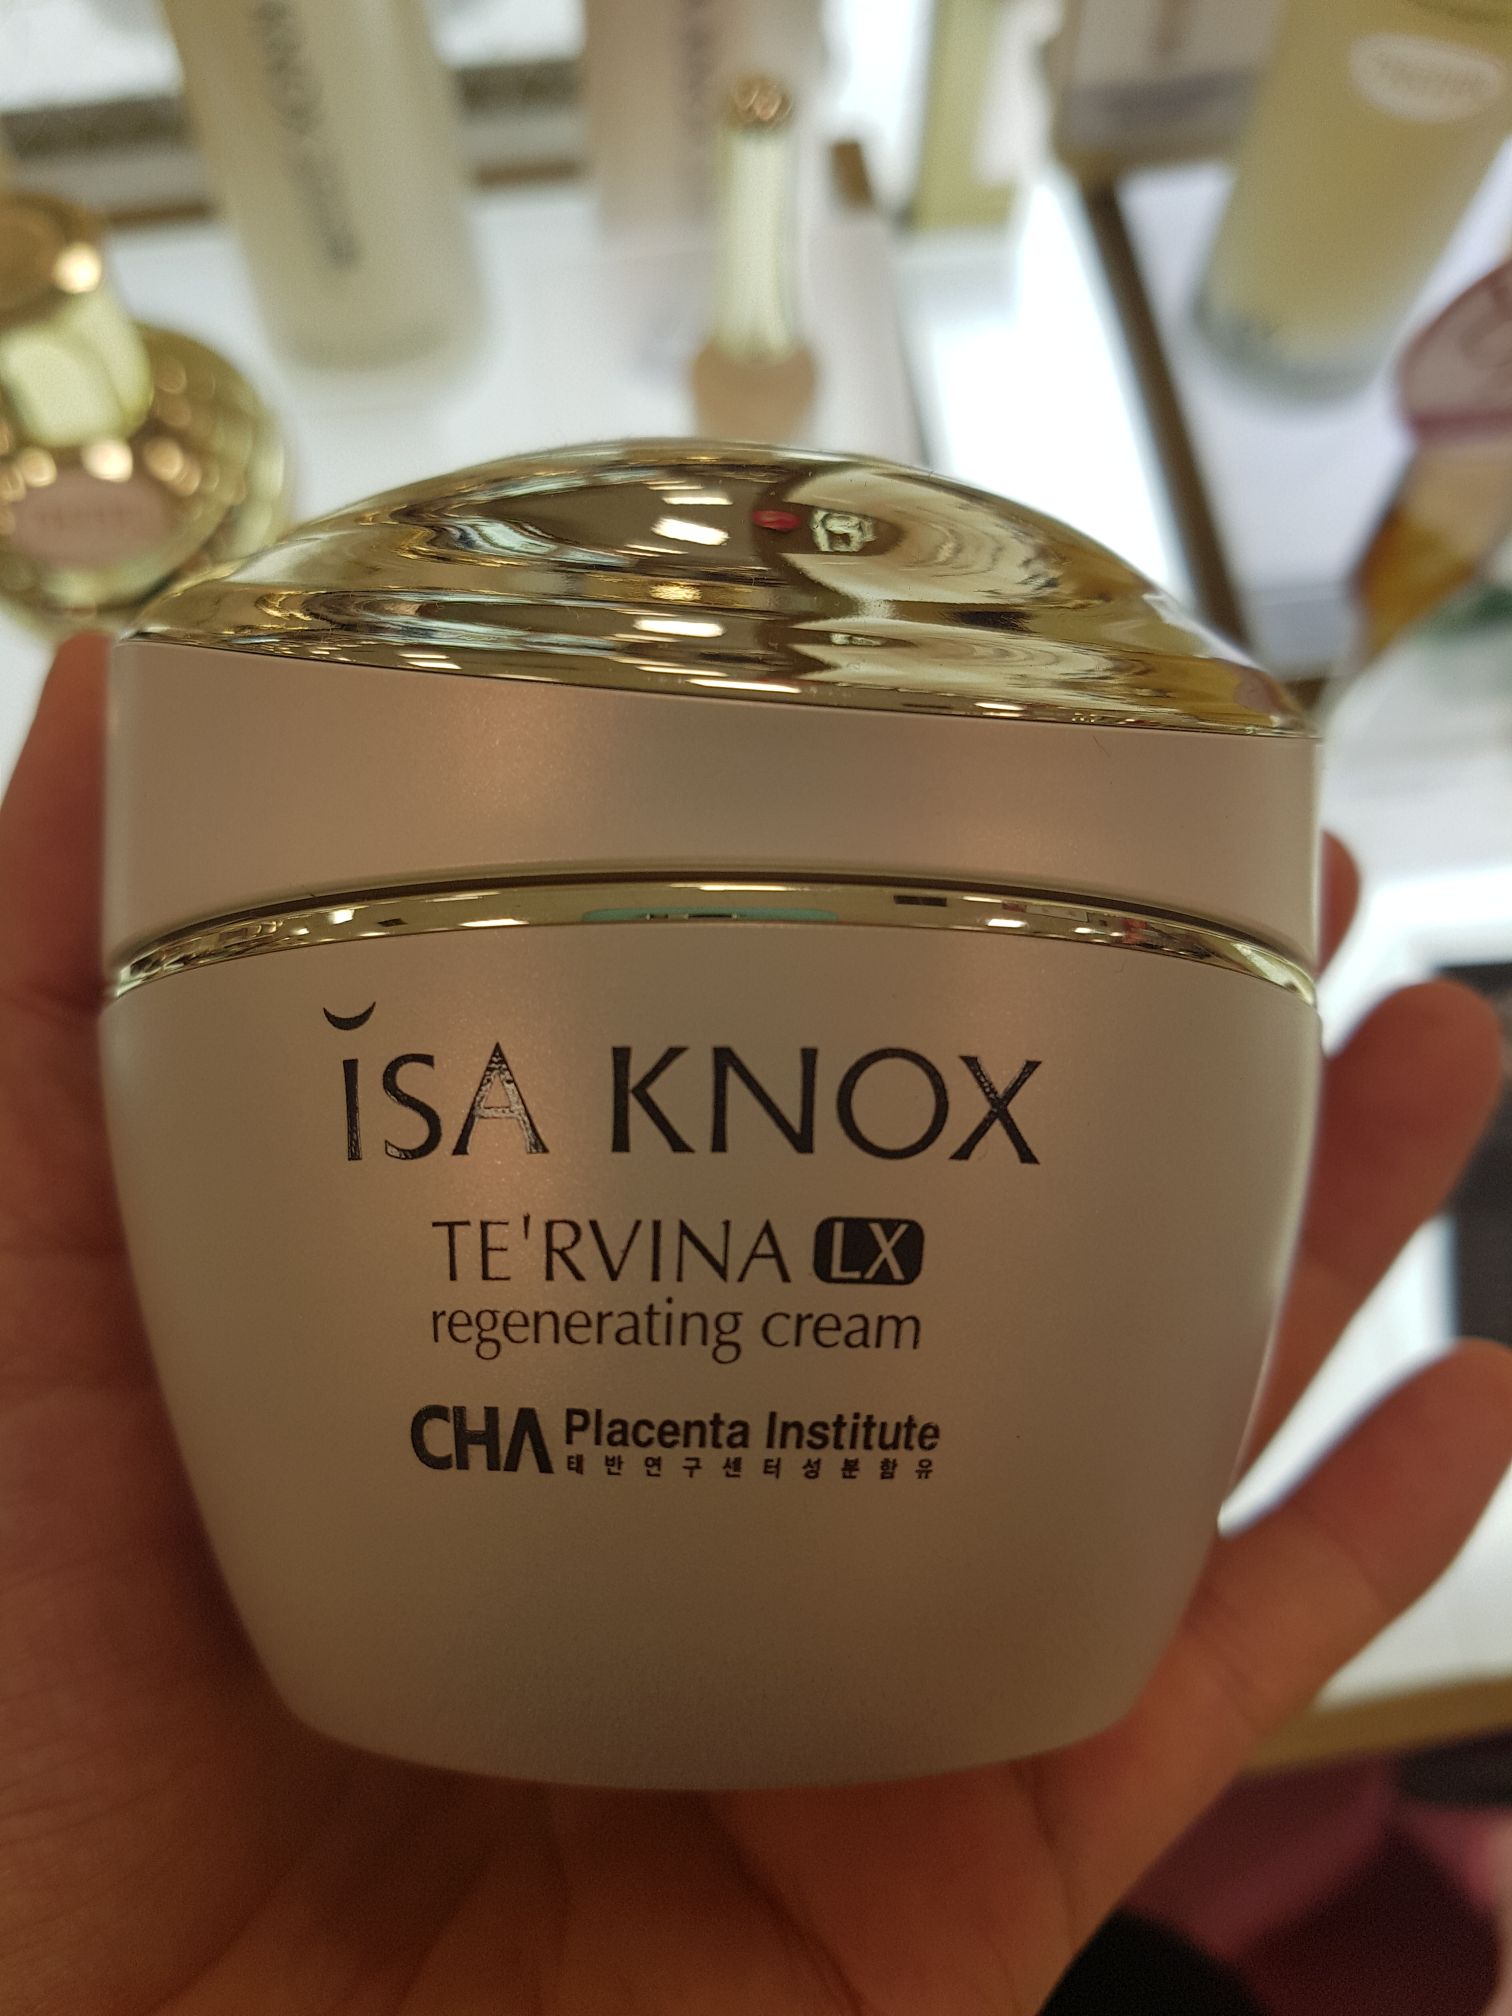 ĬSA KNOX
TE'RVINA LX
regenerating cream
CHA Placenta Institute
태반연구센터성분함유